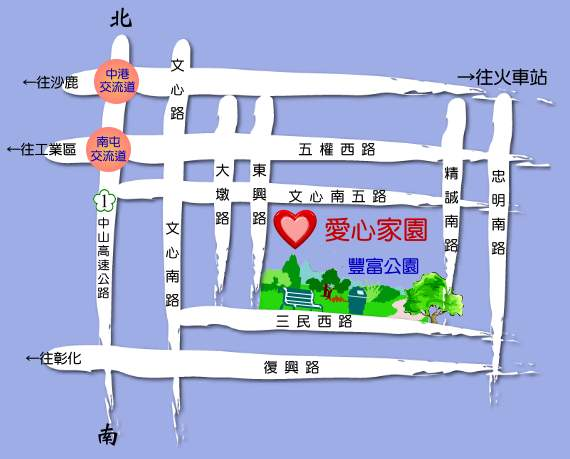 北
中港
交流道
←往沙鹿
文心路
→往火車站
南屯
交流道
←往工業區
五權西路
大墩路
東興路
精誠南路
忠明南路
1
中山高速公路
文心南五路
文心南路
愛心家園
豐富公園
三民西路
←往彰化
復興路
南